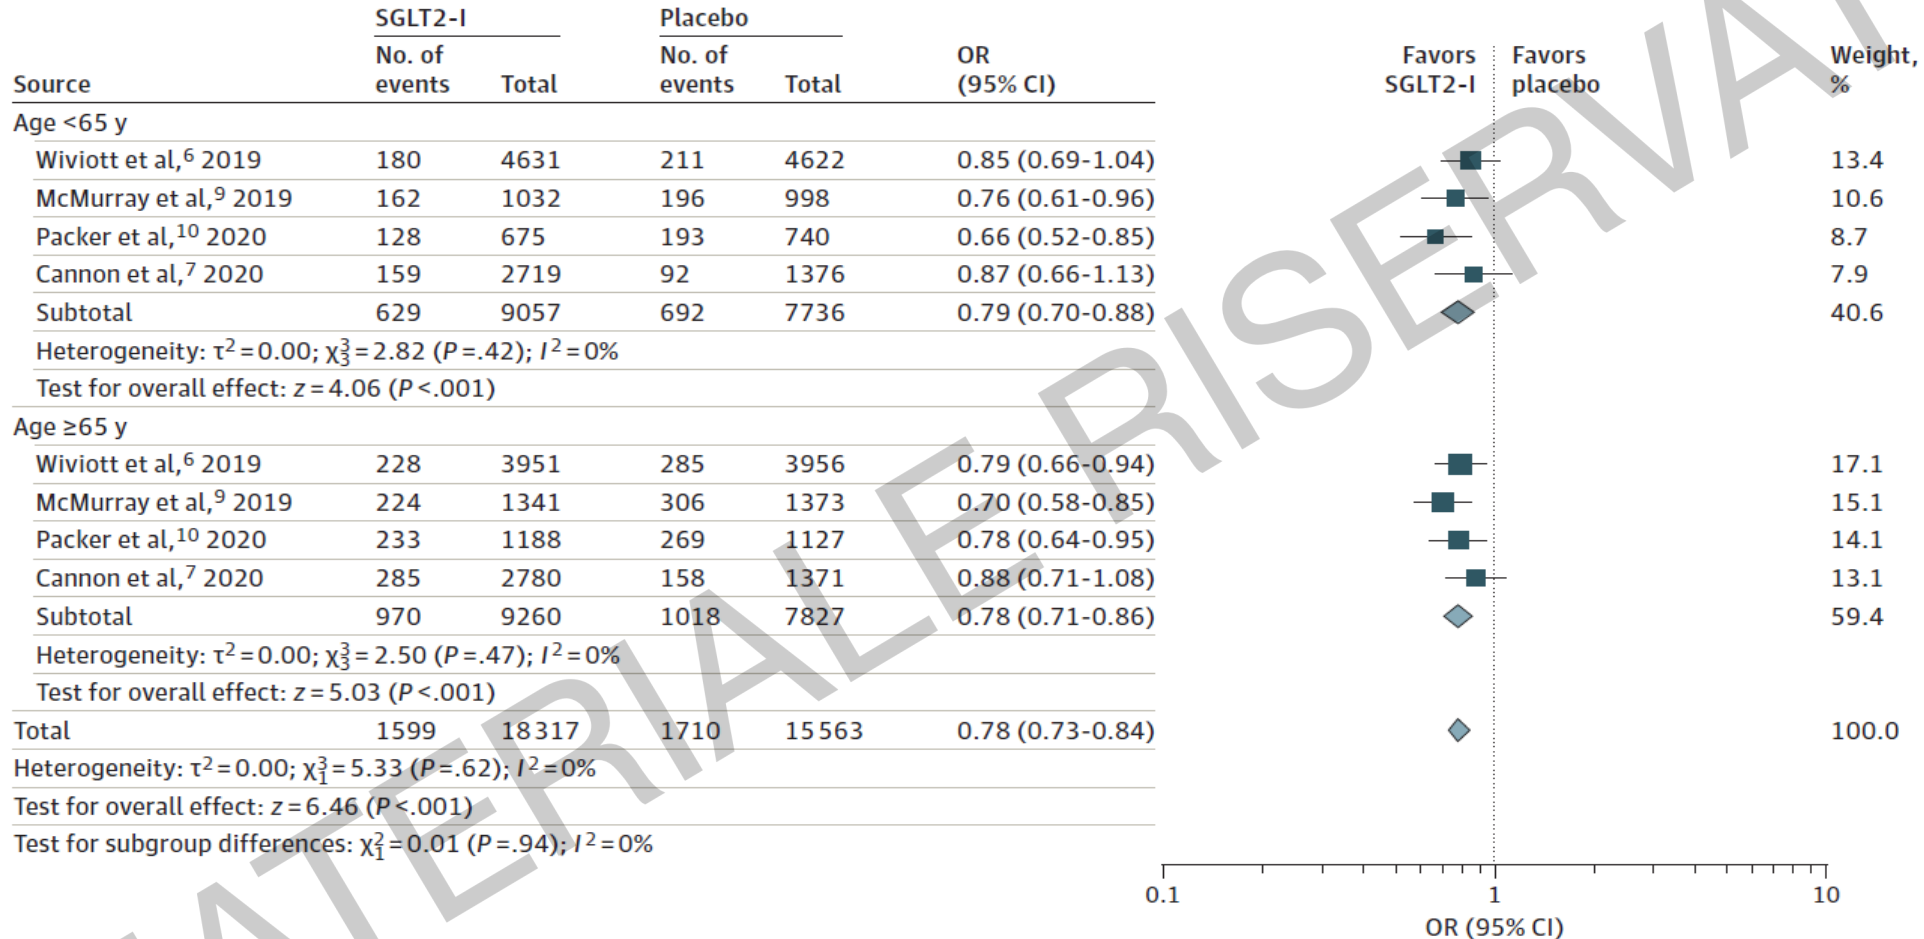 SGLT2-I Placebo
No. of events Total No. of events Total OR (95% CI) Favors SGLT2-I Favors placebo Weight, %
Source
Age <65 y
Wiviott et al,6 2019 180 4631 211 4622 0.85 (0.69-1.04) 13.4
McMurray et al,9 2019 162 1032 196 998 0.76 (0.61-0.96) 10.6
Packer et al,10 2020 128 675 193 740 0.66 (0.52-0.85) 8.7
Cannon et al,7 2020 159 2719 92 1376 0.87 (0.66-1.13) 7.9
Subtotal 629 9057 692 7736 0.79 (0.70-0.88) 40.6
Heterogeneity: τ2 = 0.00; χ33 = 2.82 (P = .42); I2 = 0%
Test for overall effect: z = 4.06 (P <.001)
Age ≥65 y
Wiviott et al,6 2019 228 3951 285 3956 0.79 (0.66-0.94) 17.1
McMurray et al,9 2019 224 1341 306 1373 0.70 (0.58-0.85) 15.1
Packer et al,10 2020 233 1188 269 1127 0.78 (0.64-0.95) 14.1
Cannon et al,7 2020 285 2780 158 1371 0.88 (0.71-1.08) 13.1
Subtotal 970 9260 1018 7827 0.78 (0.71-0.86) 59.4
Heterogeneity: τ2 = 0.00; χ33 = 2.50 (P = .47); I2 = 0%
Test for overall effect: z = 5.03 (P <.001)
Total 1599 18317 1710 15563 0.78 (0.73-0.84) 100.0
Heterogeneity: τ2 = 0.00; χ31 = 5.33 (P = .62); I2 = 0%
Test for overall effect: z = 6.46 (P <.001)
Test for subgroup differences: χ21 = 0.01 (P = .94); I2 = 0%
0.1 1 10
OR (95% CI)
ATERIALE RISERVAT